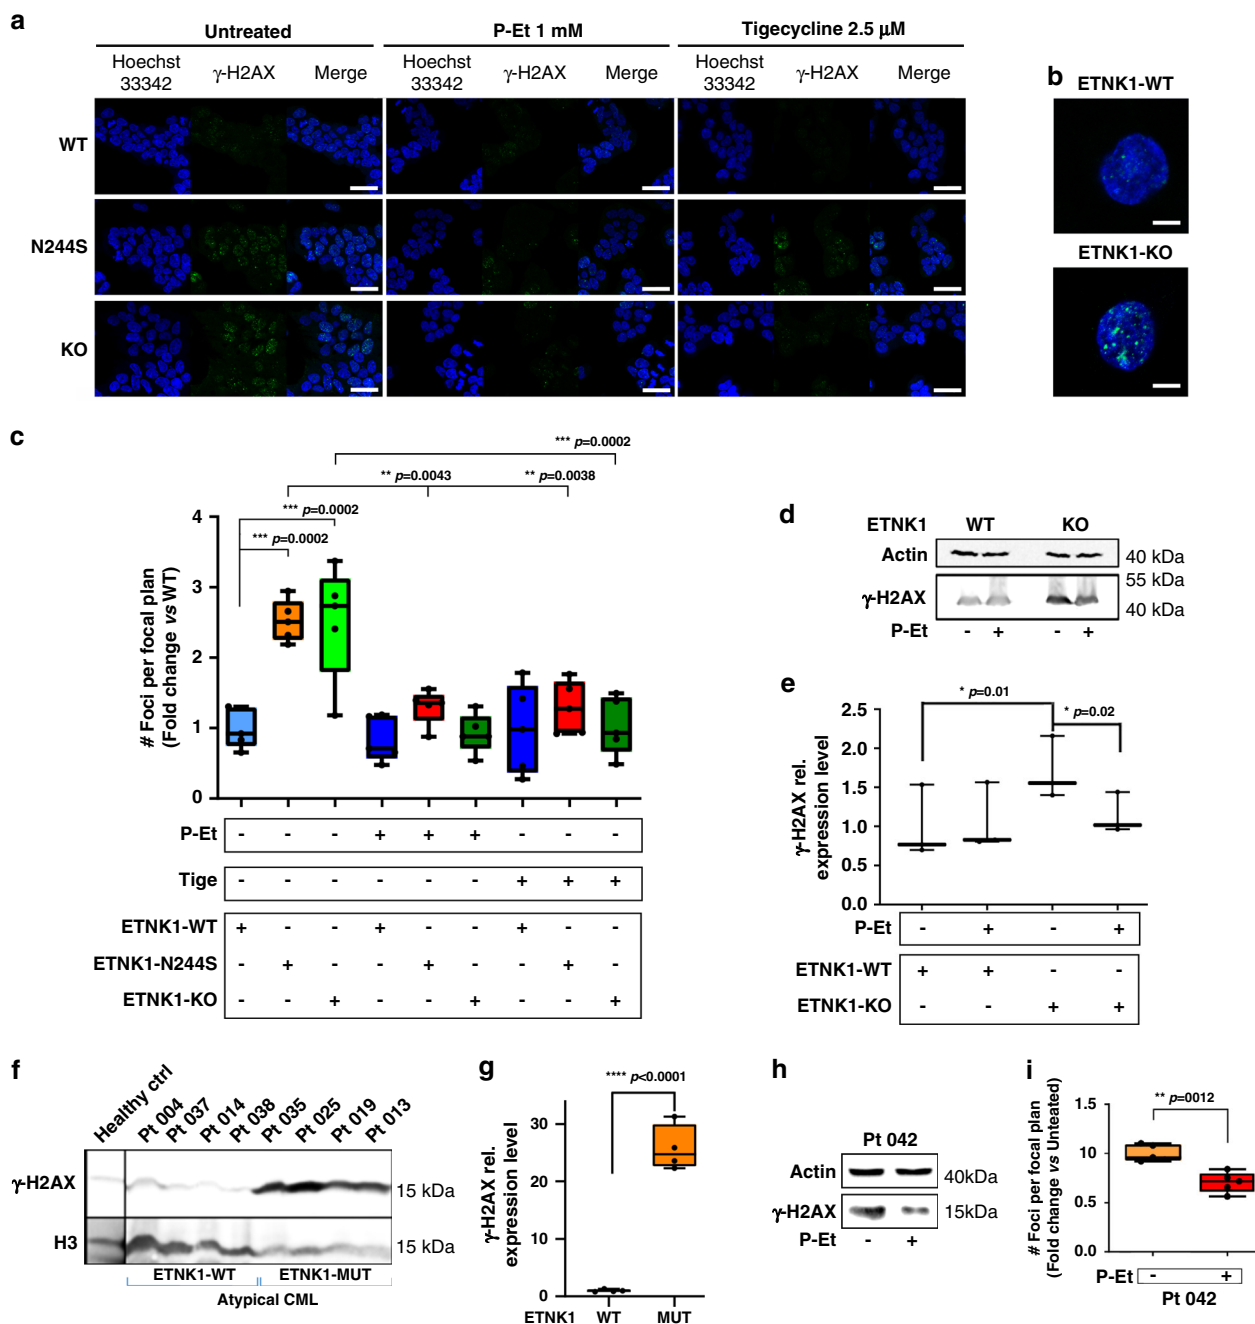 a
Untreated
P-Et 1 mM
Tigecycline 2.5 μM
Hoechst 33342
γ-H2AX
Merge
Hoechst 33342
γ-H2AX
Merge
Hoechst 33342
γ-H2AX
Merge
WT
N244S
KO
b
ETNK1-WT
ETNK1-KO
c
*** p=0.0002
** p=0.0043
** p=0.0038
*** p=0.0002
*** p=0.0002
# Foci per focal plan
(Fold change vs WT)
4
3
2
1
0
P-Et - - - + + + - - -
Tige - - - - - - + + +
ETNK1-WT + - - + - - + - -
ETNK1-N244S - + - - + - - + -
ETNK1-KO - - + - - + - - +
d
ETNK1 WT KO
Actin
40 kDa
55 kDa
γ-H2AX
40 kDa
P-Et - + - +
e
* p=0.01
* p=0.02
γ-H2AX rel.
expression level
2.5
2.0
1.5
1.0
0.5
0.0
P-Et - + - +
ETNK1-WT + + - -
ETNK1-KO - - + +
f
Healthy ctrl
Pt 004
Pt 037
Pt 014
Pt 038
Pt 035
Pt 025
Pt 019
Pt 013
γ-H2AX
15 kDa
H3
15 kDa
ETNK1-WT
ETNK1-MUT
Atypical CML
g
**** p<0.0001
γ-H2AX rel.
expression level
30
20
10
0
ETNK1 WT MUT
h
Pt 042
Actin
40kDa
γ-H2AX
15kDa
P-Et - +
i
** p=0012
# Foci per focal plan
(Fold change vs Unteated)
1.5
10
0.5
0.0
P-Et - +
Pt 042